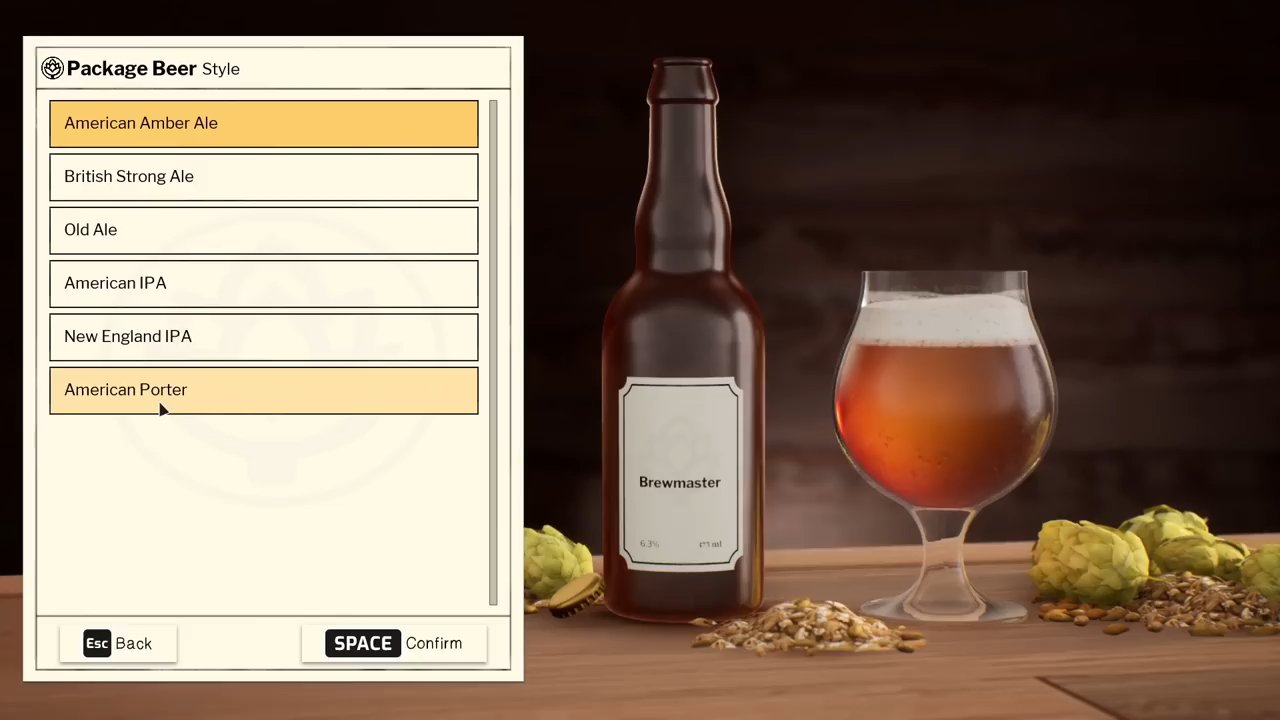 Package Beer Style
American Amber Ale
British Strong Ale
Old Ale
American IPA
New England IPA
American Porter
Esc Back
SPACE Confirm
Brewmaster
6.3% ml